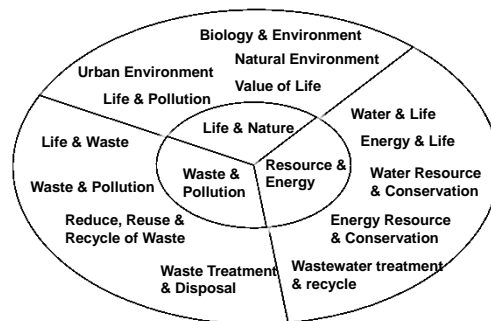 Biology & Environment
Natural Environment
Urban Environment
Value of Life
Life & Pollution
Life & Nature
Water & Life
Energy & Life
Water Resource
& Conservation
Energy Resource
& Conservation
Wastewater treatment
& recycle
Resource &
Energy
Life & Waste
Waste & Pollution
Reduce, Reuse &
Recycle of Waste
Waste Treatment
& Disposal
Waste &
Pollution